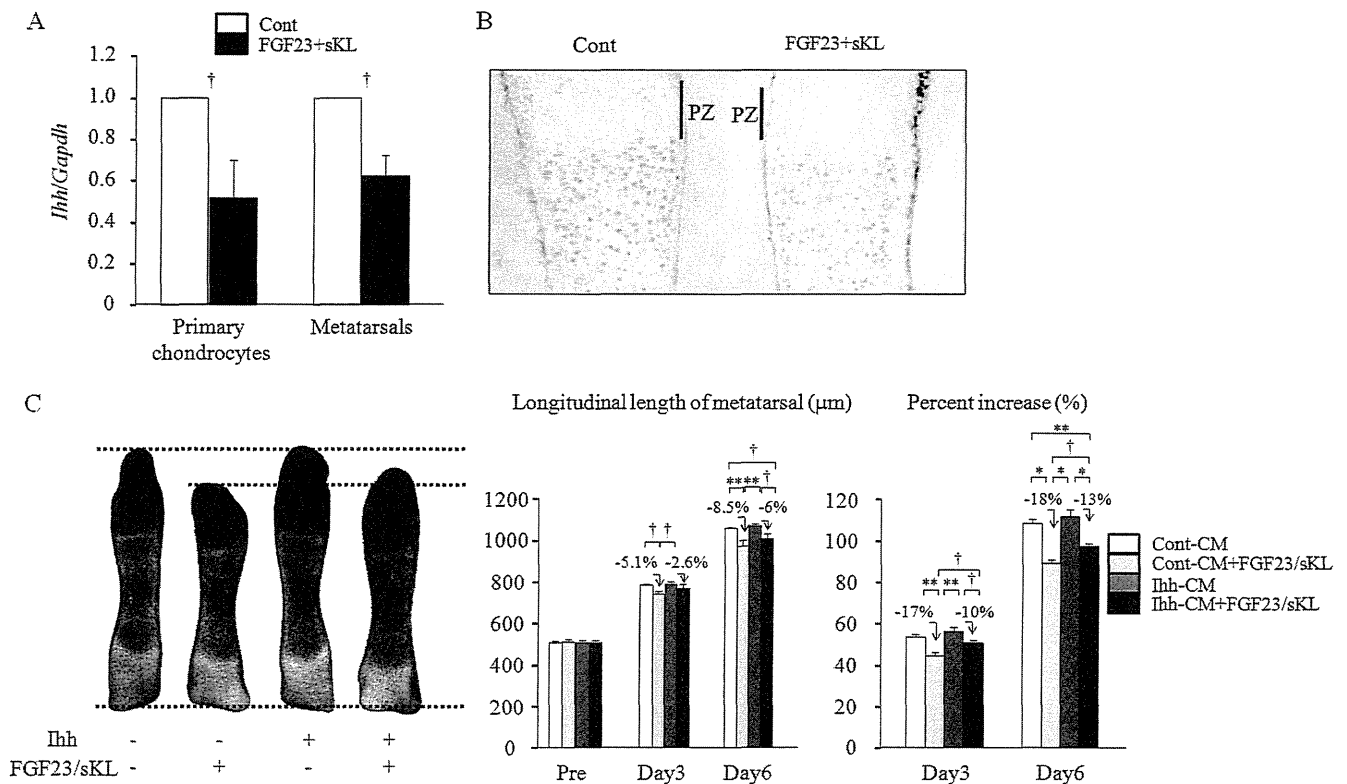 A
Cont
FGF23+sKL
1.2
1.0
0.8
0.6
0.4
0.2
0
Ihh/Gapdh
†
†
Primary
chondrocytes
Metatarsals
B
Cont
FGF23+sKL
PZ
PZ
C
Ihh - - + +
FGF23/sKL - + - +
Longitudinal length of metatarsal (μm)
1200
1000
800
600
400
200
0
†
** ** †
-8.5% -6%
† †
-5.1% -2.6%
Pre
Day3
Day6
Percent increase (%)
120
100
80
60
40
20
0
**
†
* * *
-18% -13%
†
** ** †
-17% -10%
Day3
Day6
Cont-CM
Cont-CM+FGF23/sKL
Ihh-CM
Ihh-CM+FGF23/sKL